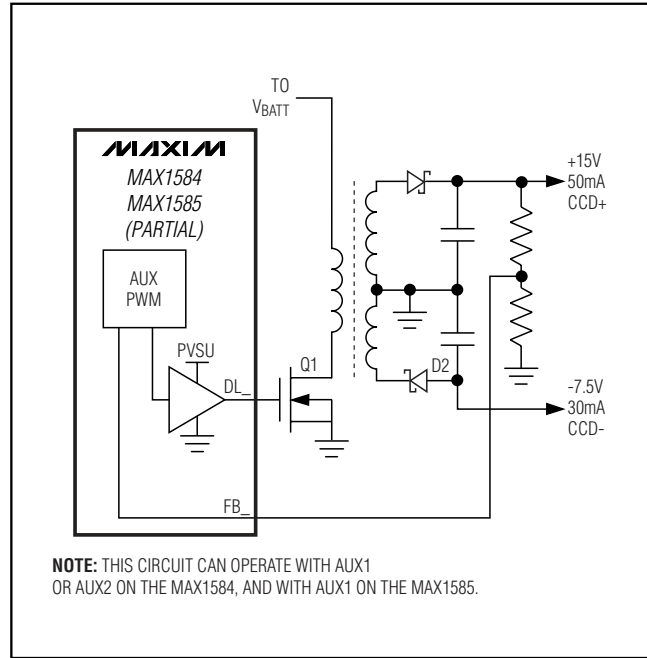 TO
VBATT
MAXIM
MAX1584
MAX1585
(PARTIAL)
AUX
PWM
PVSU
DL_
Q1
D2
FB_
+15V
50mA
CCD+
-7.5V
30mA
CCD-
NOTE: THIS CIRCUIT CAN OPERATE WITH AUX1
OR AUX2 ON THE MAX1584, AND WITH AUX1 ON THE MAX1585.